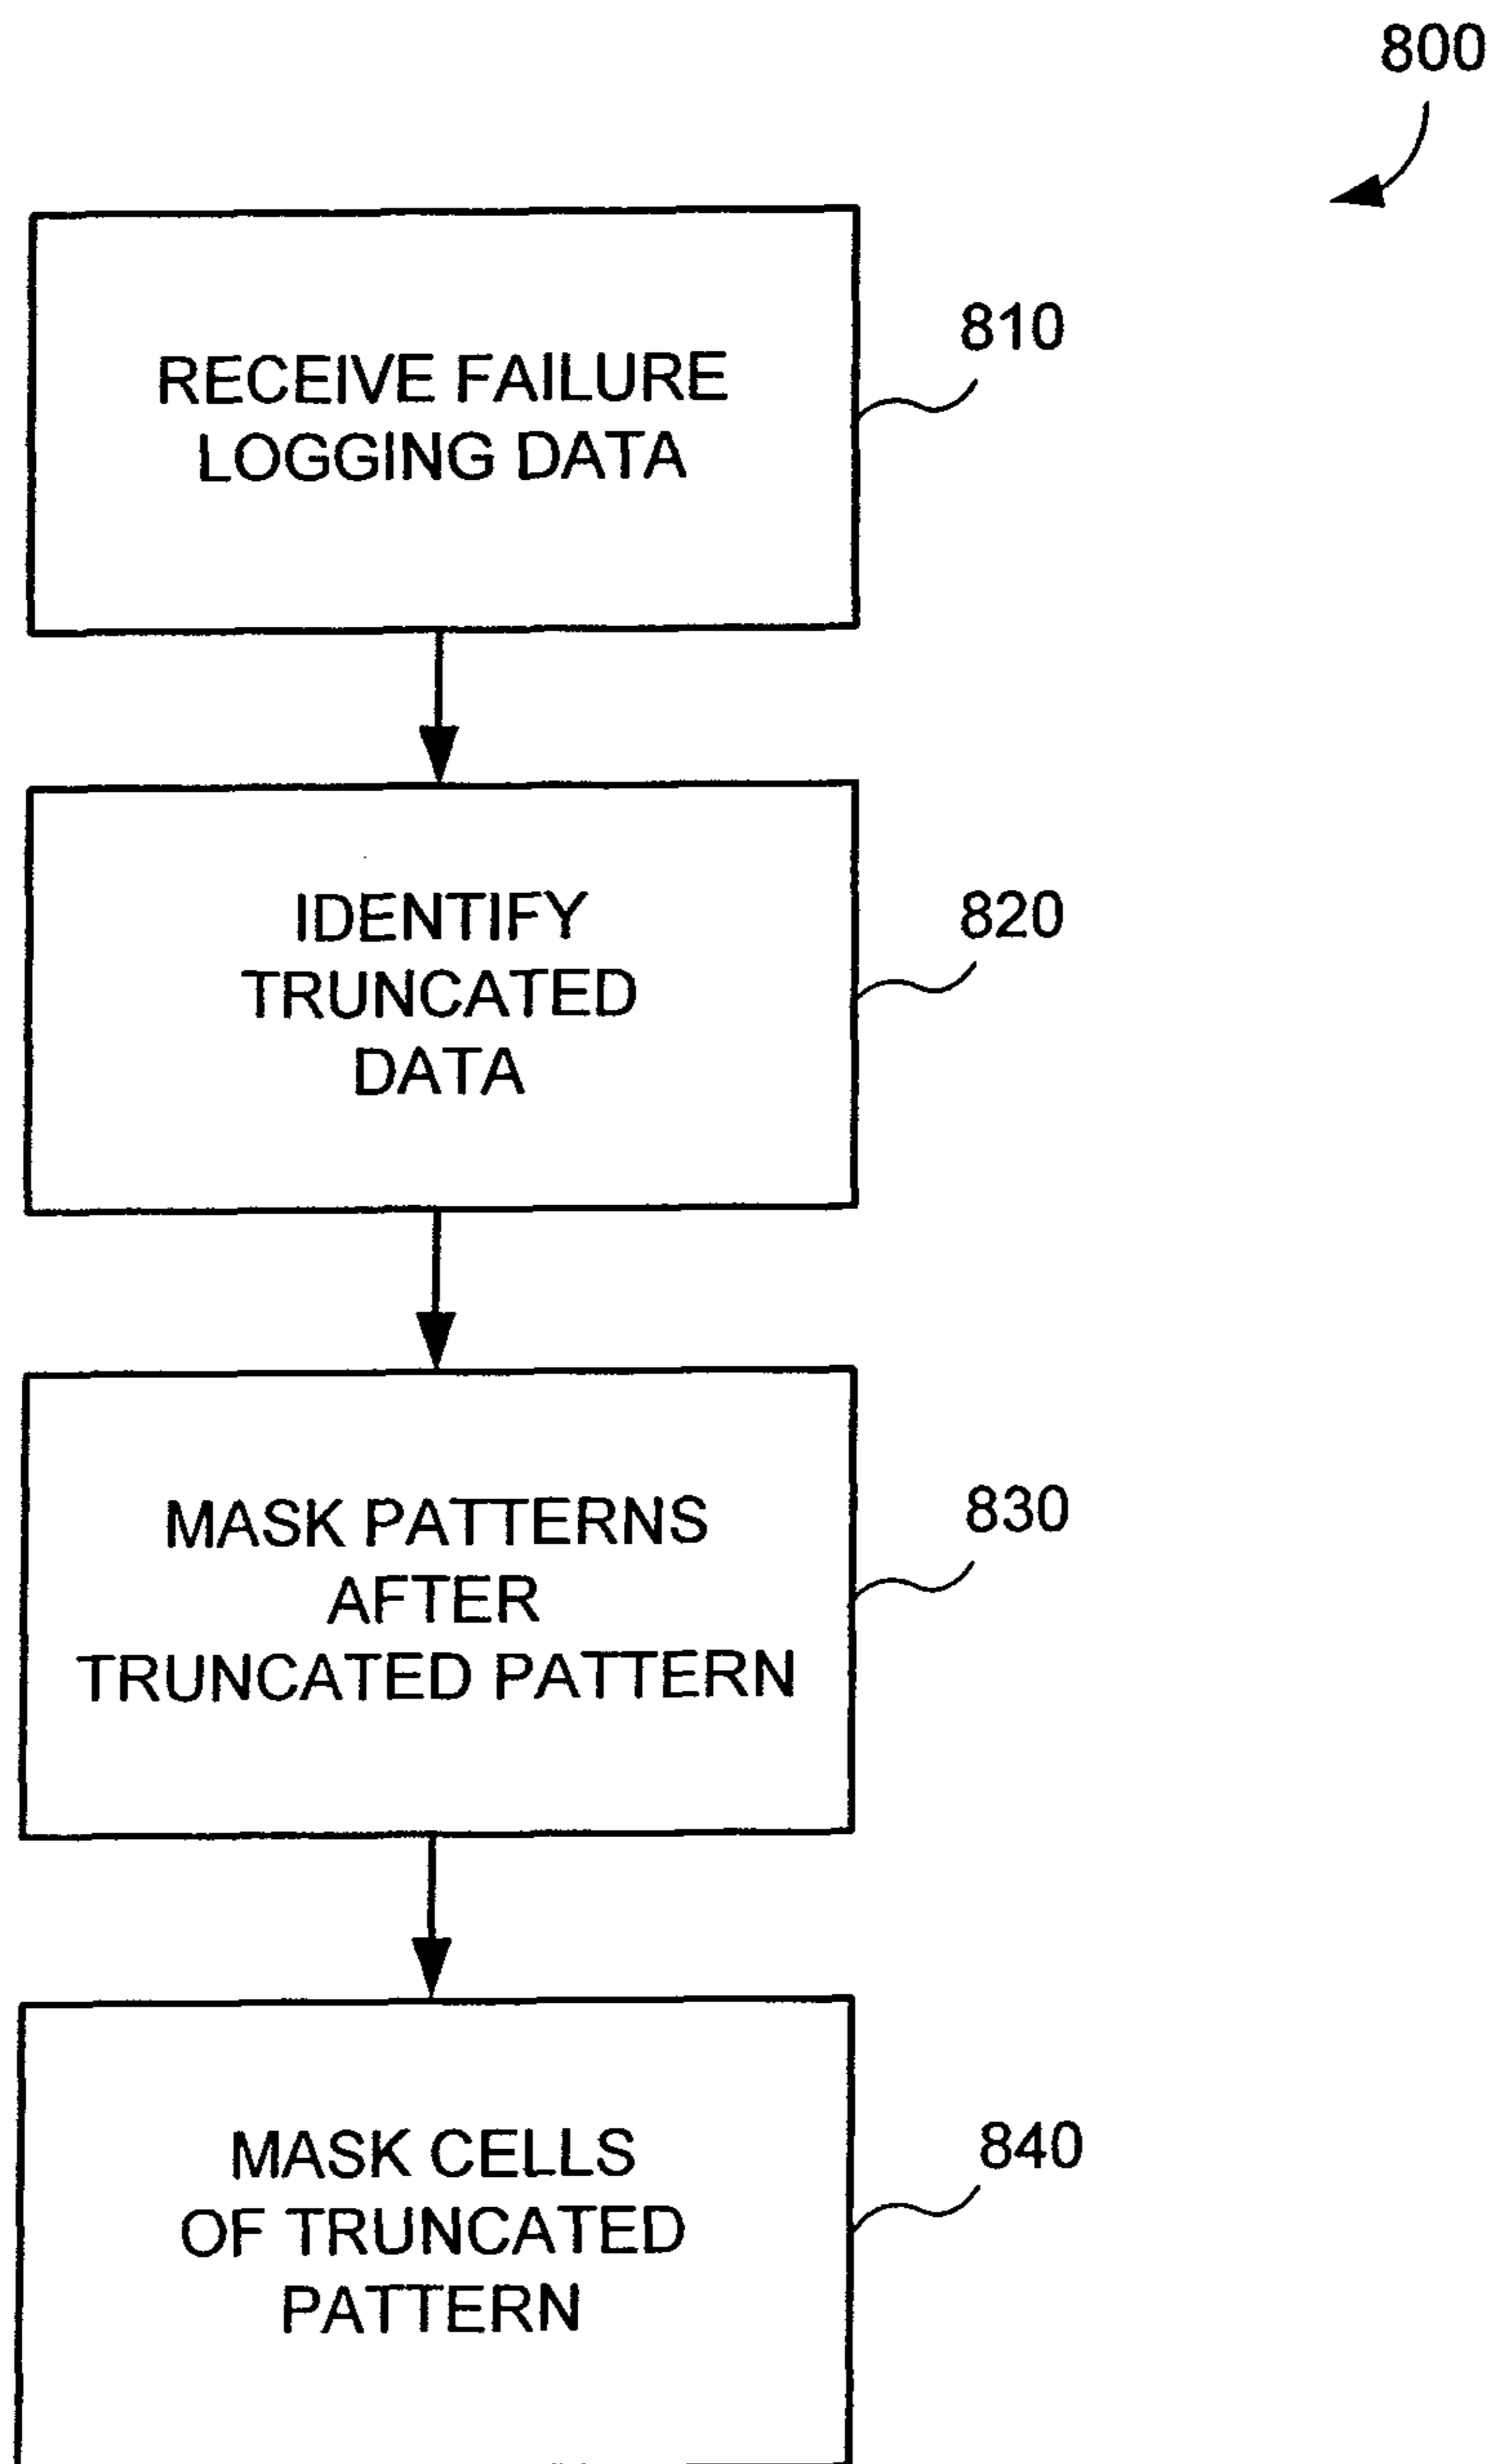 800
RECEIVE FAILURE
LOGGING DATA
810
IDENTIFY
TRUNCATED
DATA
820
MASK PATTERNS
AFTER
TRUNCATED PATTERN
830
MASK CELLS
OF TRUNCATED
PATTERN
840